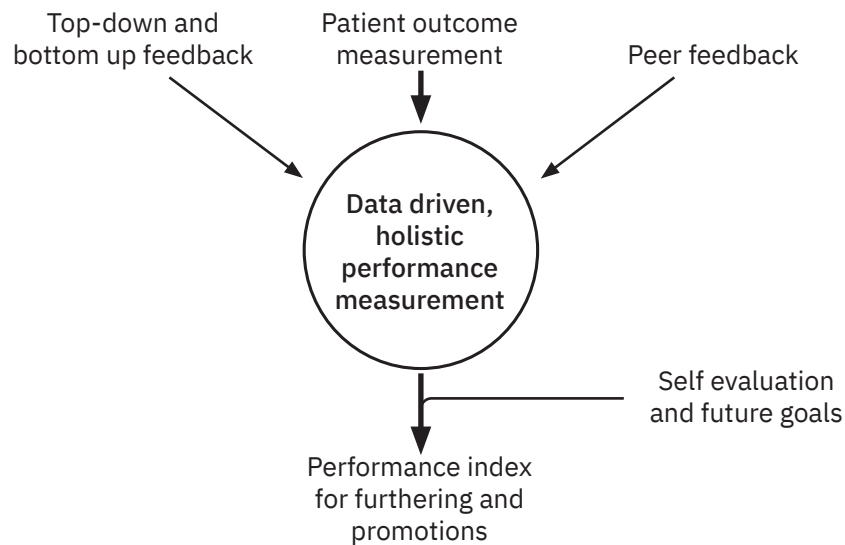 Top-down and
bottom up feedback
Patient outcome
measurement
Peer feedback
Data driven,
holistic
performance
measurement
Self evaluation
and future goals
Performance index
for furthering and
promotions